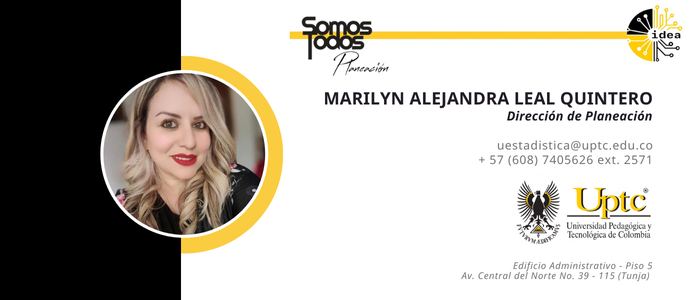 Somos
Todos
Planeación
idea
MARILYN ALEJANDRA LEAL QUINTERO
Dirección de Planeación
uestadistica@uptc.edu.co
+ 57 (608) 7405626 ext. 2571
Uptc®
Universidad Pedagógica y
Tecnológica de Colombia
Edificio Administrativo - Piso 5
Av. Central del Norte No. 39 - 115 (Tunja)